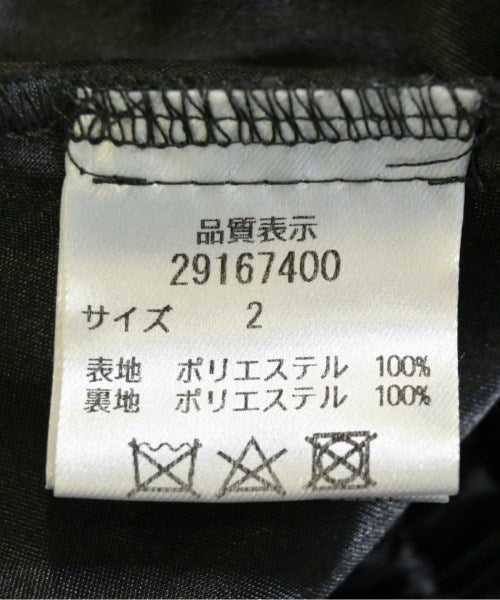 品質表示
29167400
サイズ 2
表地 ポリエステル 100%
裏地 ポリエステル 100%